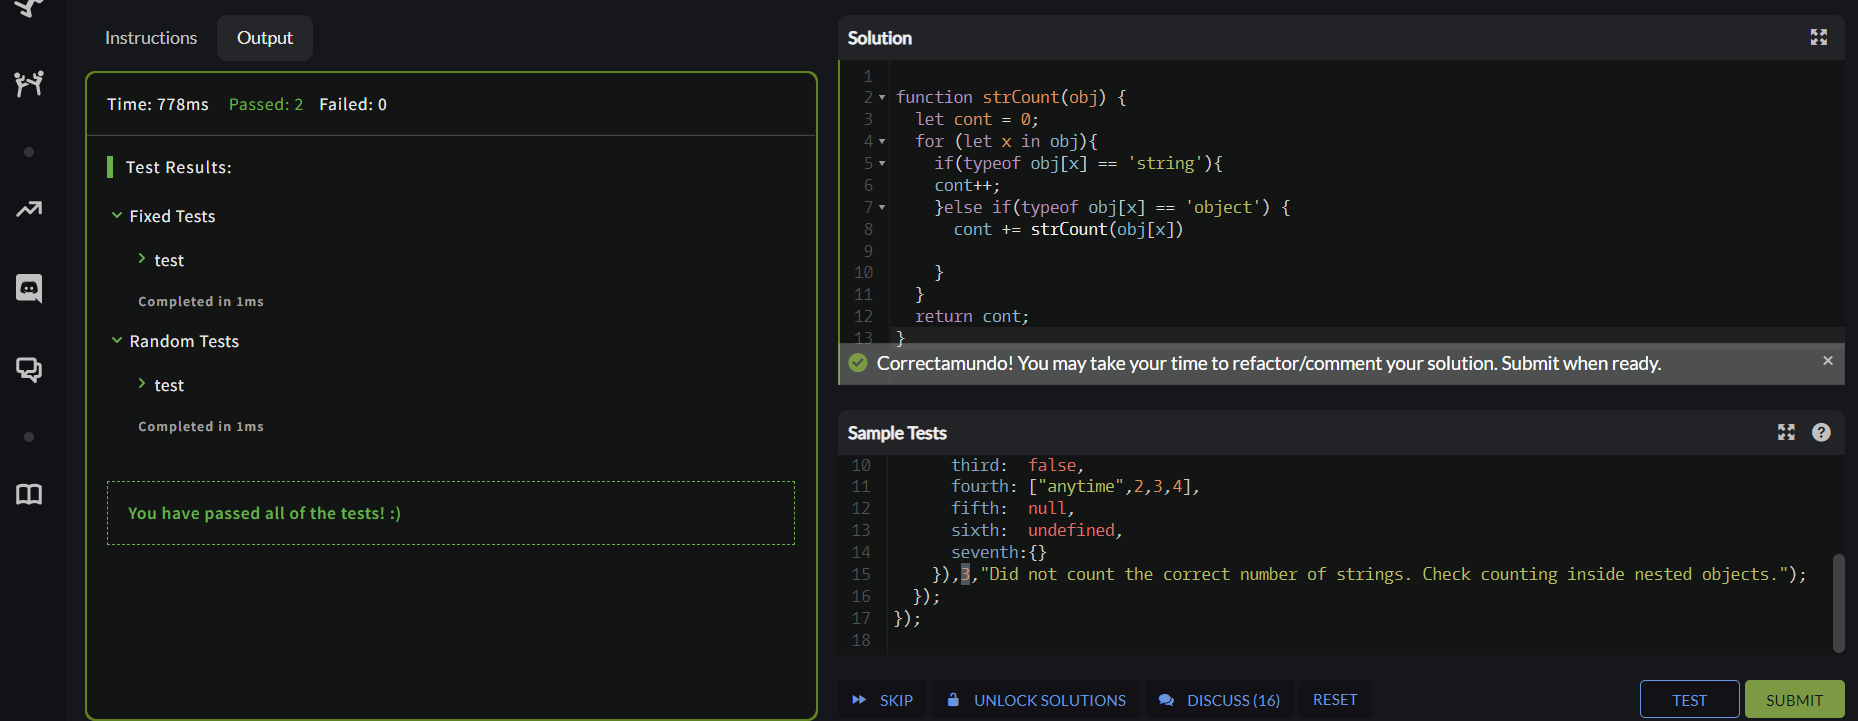 Instructions
Output
Time: 778ms Passed: 2 Failed: 0
Test Results:
Fixed Tests
test
Completed in 1ms
Random Tests
test
Completed in 1ms
You have passed all of the tests! :)
Solution
1
2 function strCount(obj) {
3 let cont = 0;
4 for (let x in obj){
5 if(typeof obj[x] == 'string'){
6 cont++;
7 }else if(typeof obj[x] == 'object') {
8 cont += strCount(obj[x])
9
10 }
11 }
12 return cont;
13 }
Correctamundo! You may take your time to refactor/comment your solution. Submit when ready.
Sample Tests
10 third: false,
11 fourth: ["anytime",2,3,4],
12 fifth: null,
13 sixth: undefined,
14 seventh:{}
15 }),3,"Did not count the correct number of strings. Check counting inside nested objects.");
16 });
17 });
18
SKIP
UNLOCK SOLUTIONS
DISCUSS (16)
RESET
TEST
SUBMIT